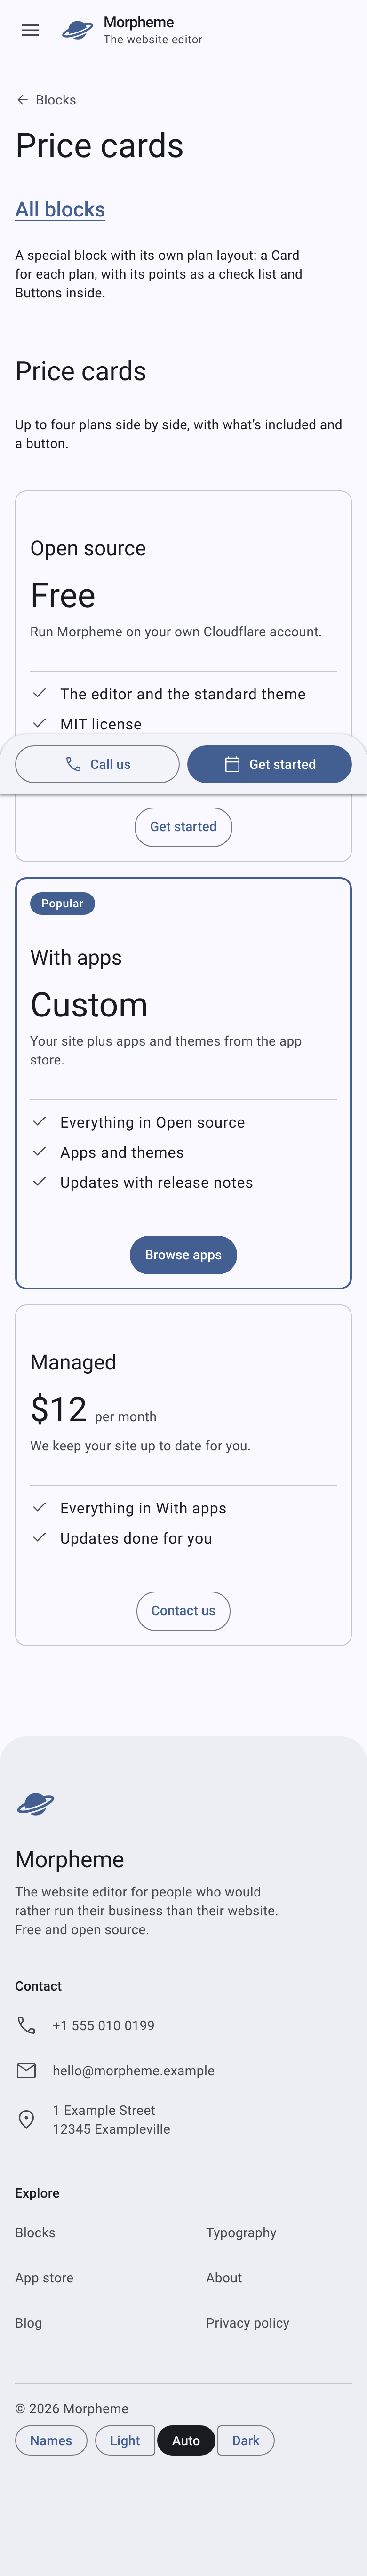 Morpheme
The website editor
Blocks
Price cards
All blocks
A special block with its own plan layout: a Card
for each plan, with its points as a check list and
Buttons inside.
Price cards
Up to four plans side by side, with what's included and
a button.
Open source
Free
Run Morpheme on your own Cloudflare account.
The editor and the standard theme
MIT license
Call us
Get started
Get started
Popular
With apps
Custom
Your site plus apps and themes from the app
store.
Everything in Open source
Apps and themes
Updates with release notes
Browse apps
Managed
$12 per month
We keep your site up to date for you.
Everything in With apps
Updates done for you
Contact us
Morpheme
The website editor for people who would
rather run their business than their website.
Free and open source.
Contact
+1 555 010 0199
hello@morpheme.example
1 Example Street
12345 Exampleville
Explore
Blocks
Typography
App store
About
Blog
Privacy policy
© 2026 Morpheme
Names
Light
Auto
Dark